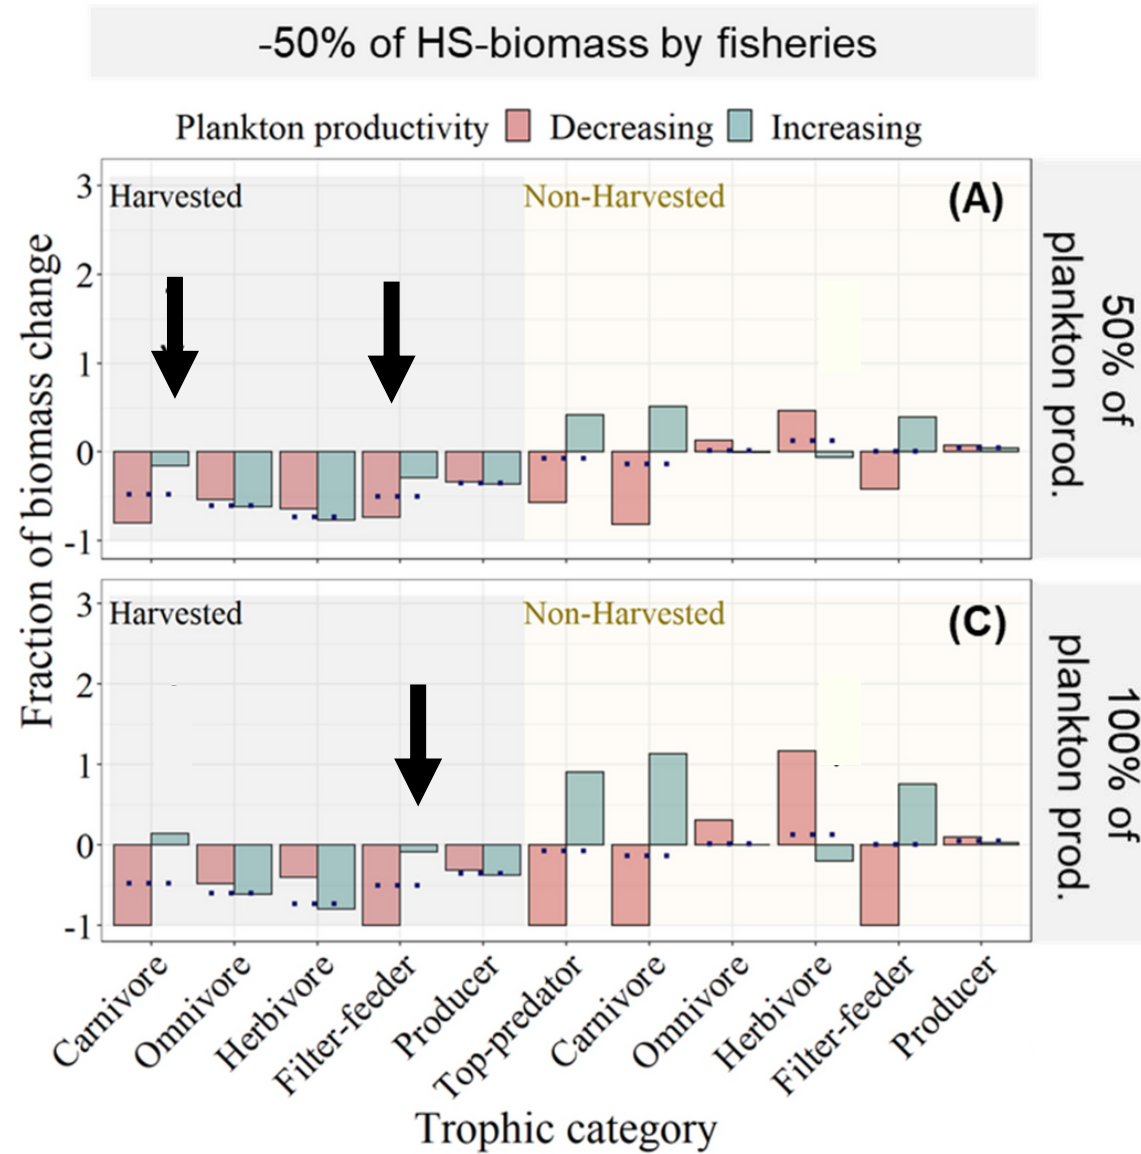 -50% of HS-biomass by fisheries
Plankton productivity Decreasing Increasing
Fraction of biomass change
Harvested Non-Harvested (A)
3
2
1
0
-1
50% of
plankton prod.
Harvested Non-Harvested (C)
3
2
1
0
-1
100% of
plankton prod.
Carnivore
Omnivore
Herbivore
Filter-feeder
Producer
Top-predator
Carnivore
Omnivore
Herbivore
Filter-feeder
Producer
Trophic category